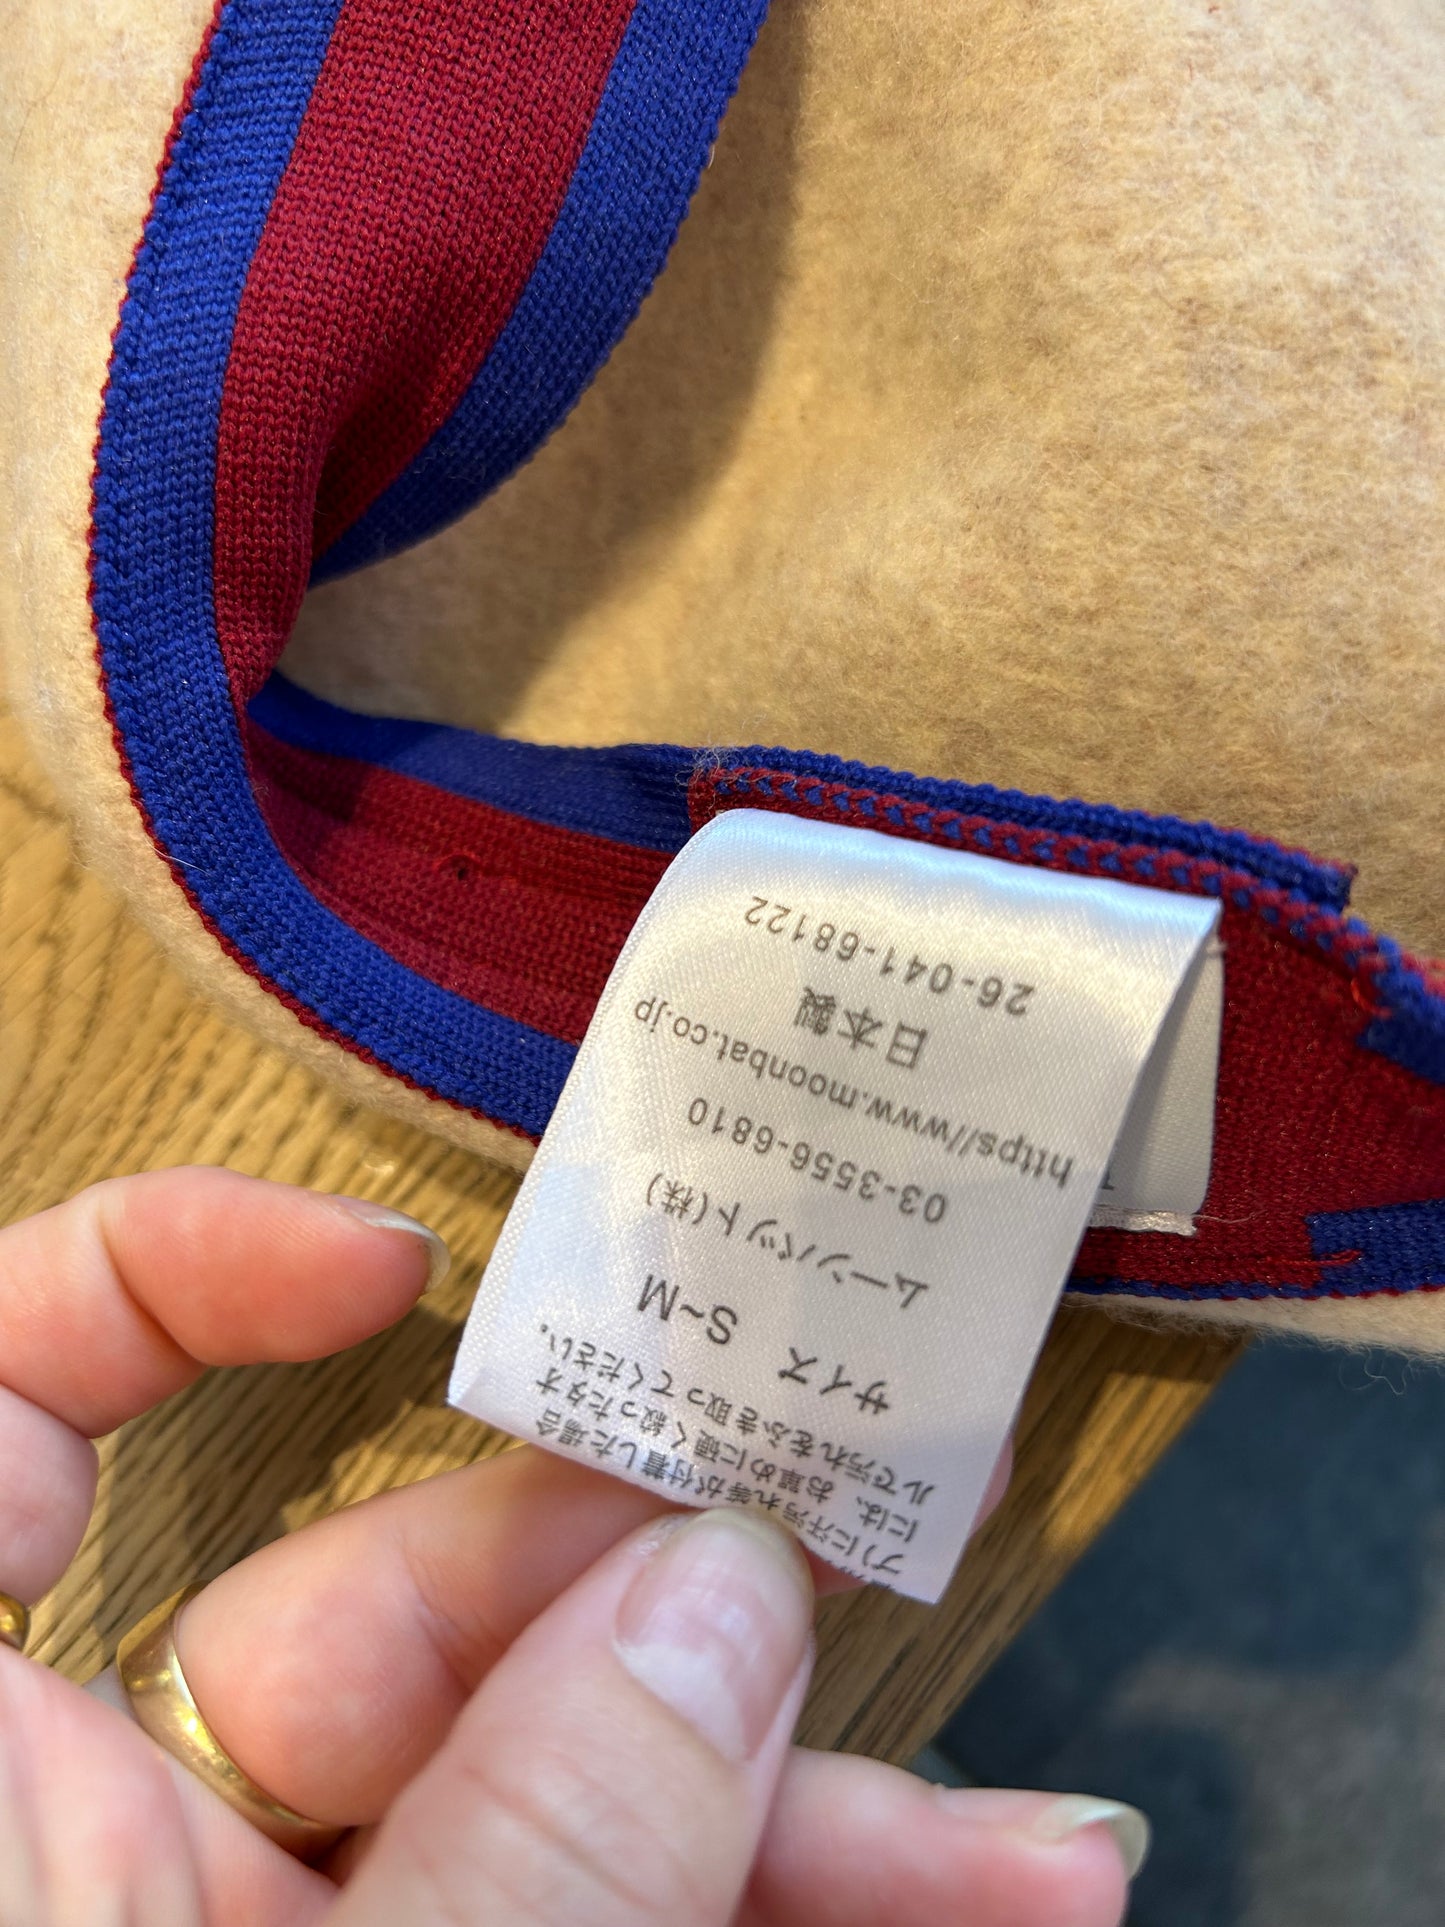 プ)に汗汚れ等が付着した場合
には、お早めに硬く絞ったタオ
ルで汚れをふき取ってください。
サイズ S~M
ムーンバット(株)
03-3556-6810
https//www.moonbat.co.jp
日本製
26-041-68122